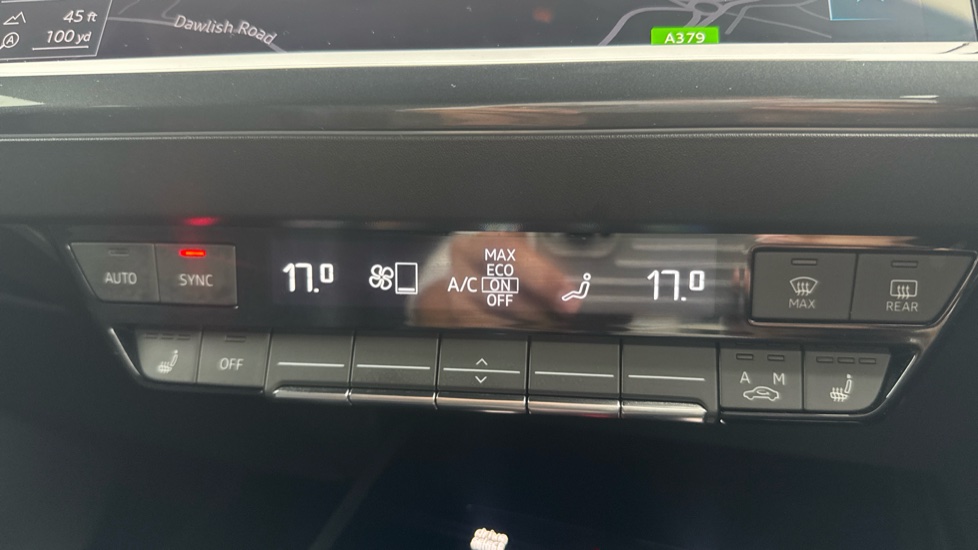 45 ft
100 yd
Dawlish Road
A379
AUTO
SYNC
17.0
A/C
MAX
ECO
ON
OFF
17.0
MAX
REAR
OFF
A M